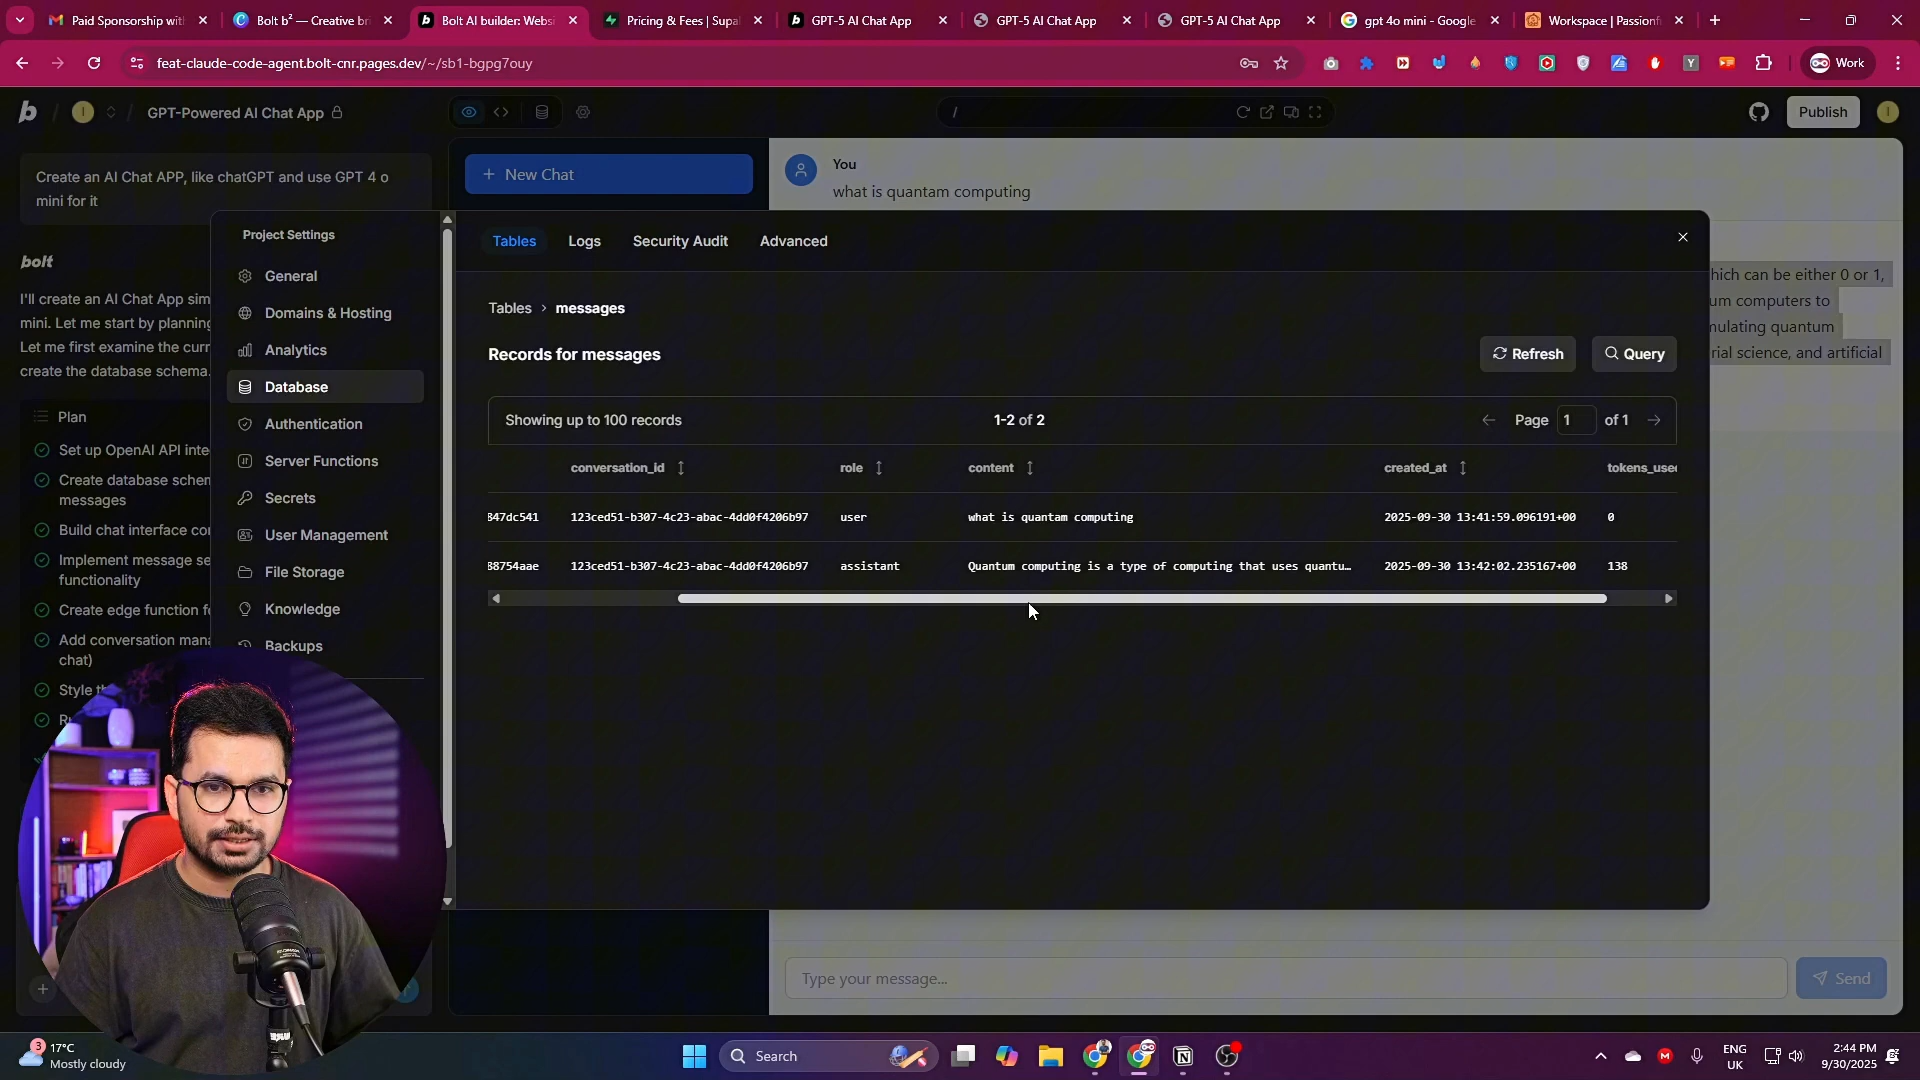 Paid Sponsorship with
Bolt b² — Creative bri
Bolt AI builder: Websi
Pricing & Fees | Supal
GPT-5 AI Chat App
GPT-5 AI Chat App
GPT-5 AI Chat App
gpt 4o mini - Google
Workspace | Passionf
feat-claude-code-agent.bolt-cnr.pages.dev/~/sb1-bgpg7ouy
Work
b
I
GPT-Powered AI Chat App
/
Publish
I
Create an AI Chat APP, like chatGPT and use GPT 4 o
mini for it
bolt
I'll create an AI Chat App sim
mini. Let me start by planning
Let me first examine the curr
create the database schema.
Plan
Set up OpenAI API inte
Create database schem
messages
Build chat interface co
Implement message se
functionality
Create edge function f
Add conversation mana
chat)
Style th
R
+ New Chat
You
what is quantam computing
hich can be either 0 or 1,
um computers to
mulating quantum
rial science, and artificial
Project Settings
General
Domains & Hosting
Analytics
Database
Authentication
Server Functions
Secrets
User Management
File Storage
Knowledge
Backups
Tables
Logs
Security Audit
Advanced
Tables > messages
Records for messages
Refresh
Query
Showing up to 100 records
1-2 of 2
Page 1 of 1
conversation_id
role
content
created_at
tokens_used
847dc541
123ced51-b307-4c23-abac-4dd0f4206b97
user
what is quantam computing
2025-09-30 13:41:59.096191+00
0
88754aae
123ced51-b307-4c23-abac-4dd0f4206b97
assistant
Quantum computing is a type of computing that uses quantu…
2025-09-30 13:42:02.235167+00
138
Type your message...
Send
3
17°C
Mostly cloudy
Search
ENG
UK
2:44 PM
9/30/2025